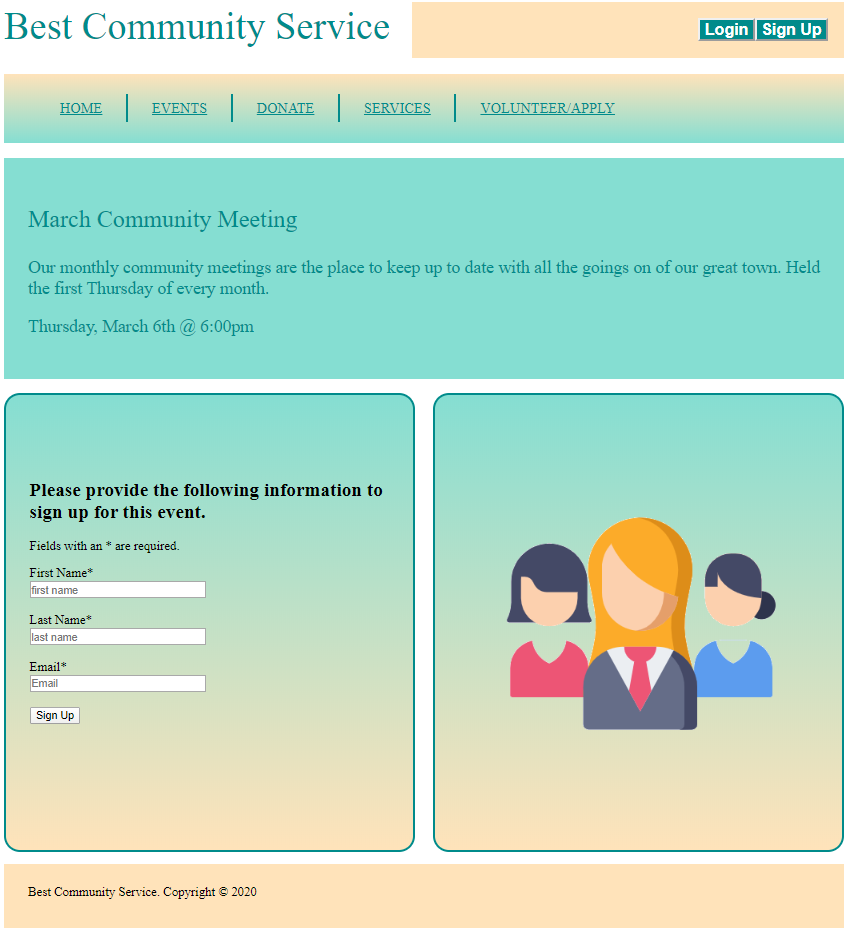 Best Community Service
Login Sign Up
HOME EVENTS DONATE SERVICES VOLUNTEER/APPLY
March Community Meeting
Our monthly community meetings are the place to keep up to date with all the goings on of our great town. Held
the first Thursday of every month.
Thursday, March 6th @ 6:00pm
Please provide the following information to
sign up for this event.
Fields with an * are required.
First Name*
first name
Last Name*
last name
Email*
Email
Sign Up
Best Community Service. Copyright © 2020